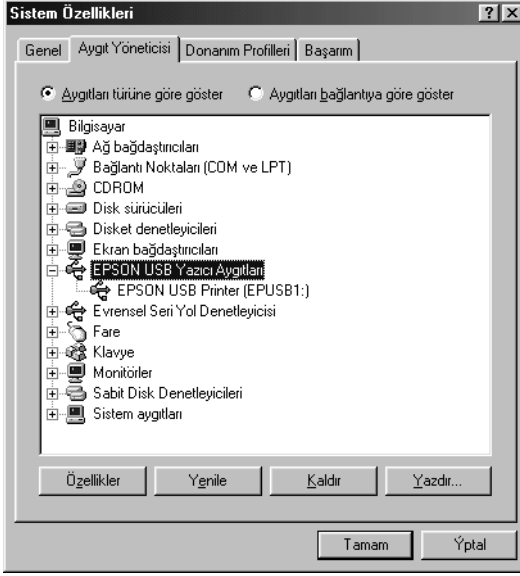 Sistem Özellikleri
Genel Aygıt Yöneticisi Donanım Profilleri Başarım
Aygıtları türüne göre göster Aygıtları bağlantıya göre göster
Bilgisayar
Ağ bağdaştırıcıları
Bağlantı Noktaları (COM ve LPT)
CDROM
Disk sürücüleri
Disket denetleyicileri
Ekran bağdaştırıcıları
EPSON USB Yazıcı Aygıtları
EPSON USB Printer (EPUSB1:)
Evrensel Seri Yol Denetleyicisi
Fare
Klavye
Monitörler
Sabit Disk Denetleyicileri
Sistem aygıtları
Özellikler Yenile Kaldır Yazdır...
Tamam Ýptal